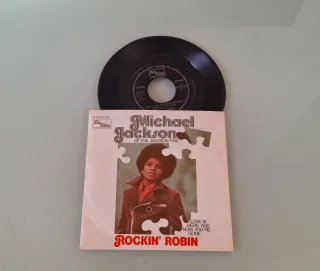 Michael
Jackson
OF THE JACKSON FIVE
LOVE IS
HERE AND
NOW YOU'RE
GONE
ROCKIN' ROBIN